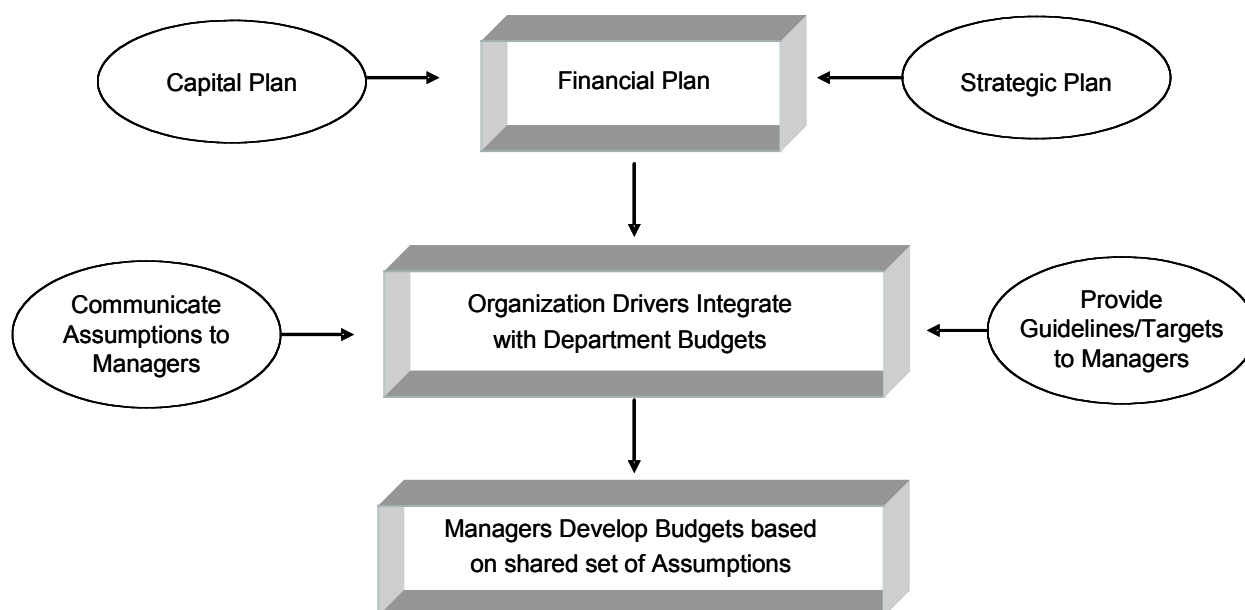 Capital Plan
Financial Plan
Strategic Plan
Communicate
Assumptions to
Managers
Organization Drivers Integrate
with Department Budgets
Provide
Guidelines/Targets
to Managers
Managers Develop Budgets based
on shared set of Assumptions